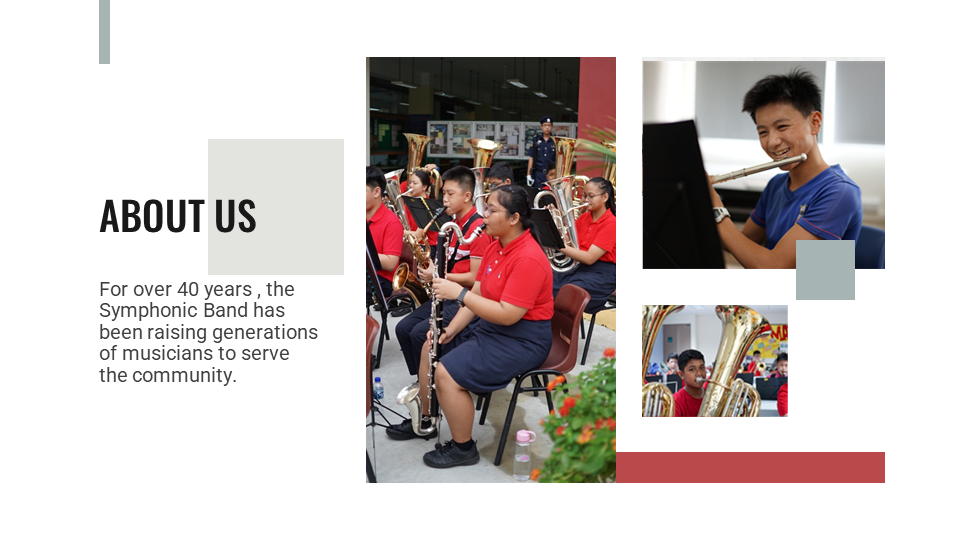 ABOUT US
For over 40 years , the
Symphonic Band has
been raising generations
of musicians to serve
the community.